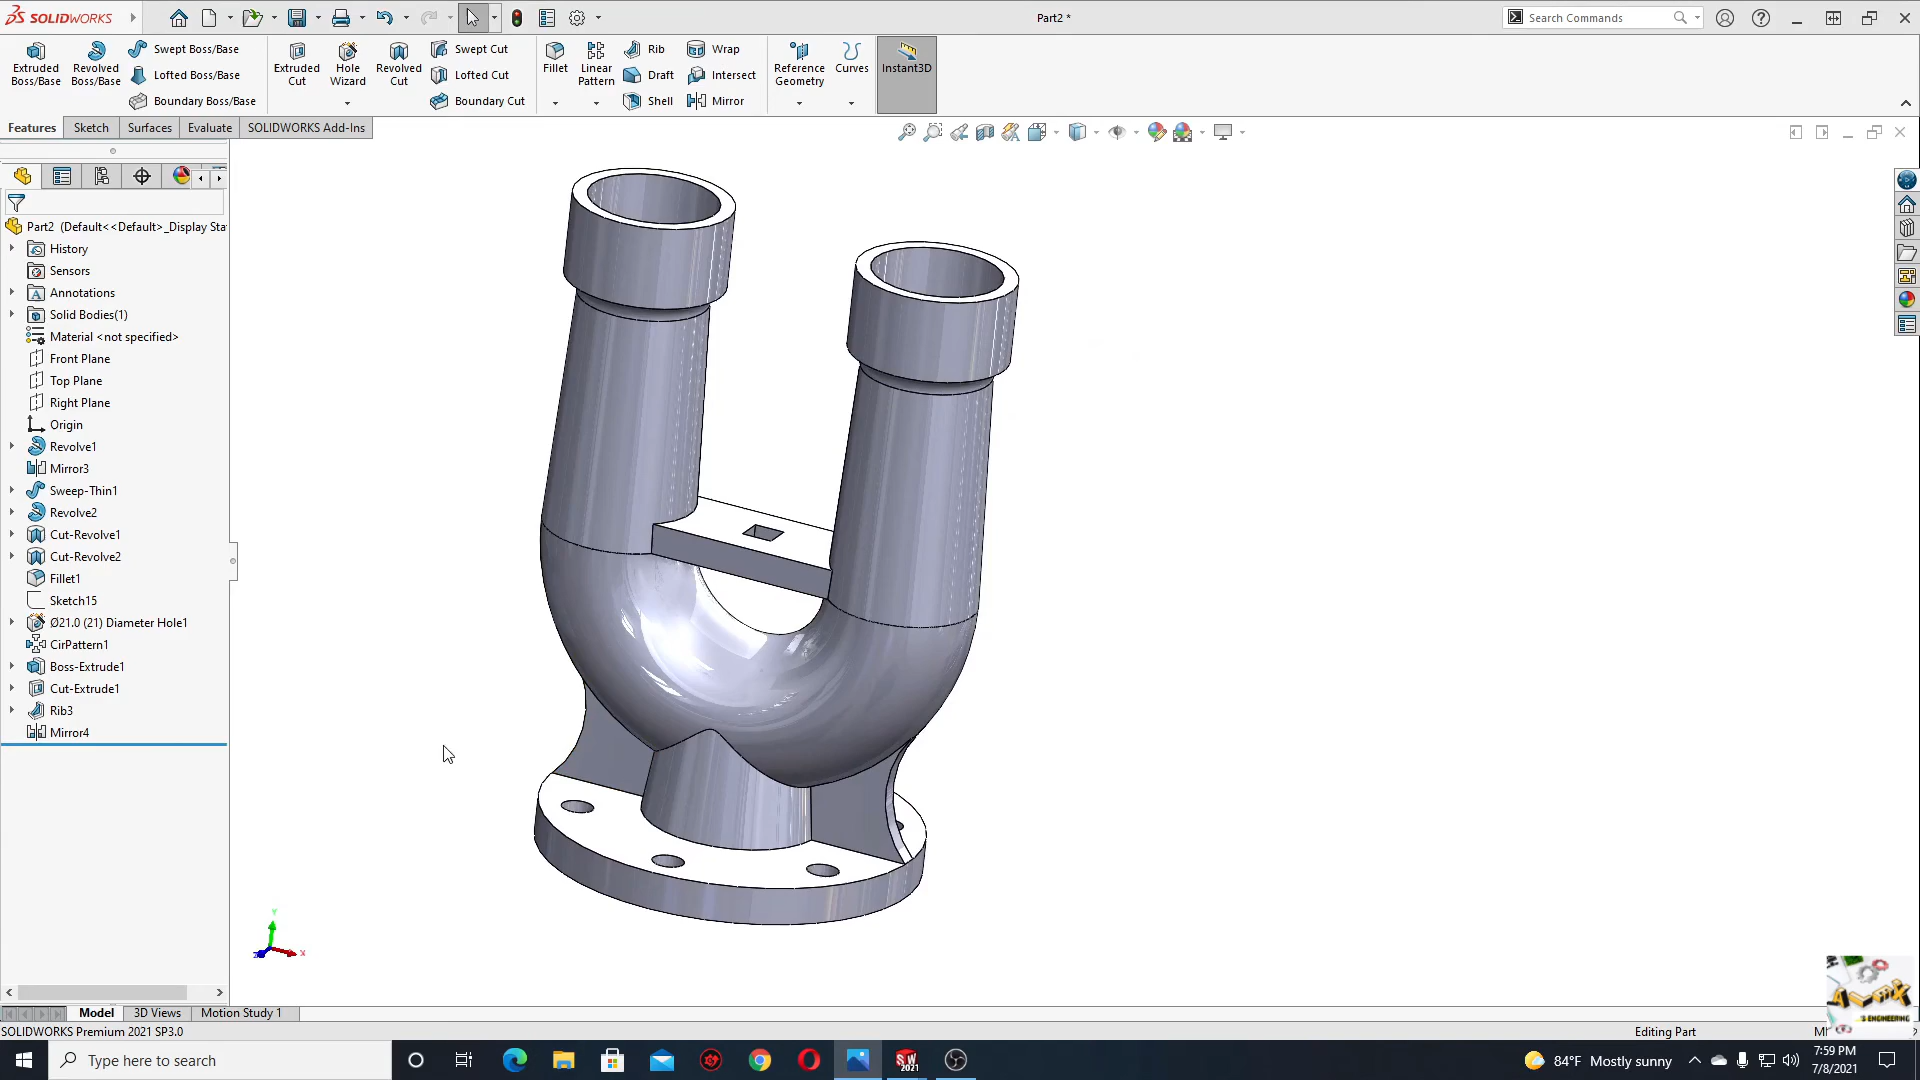 SOLIDWORKS
Part2 *
Search Commands
Extruded Boss/Base
Revolved Boss/Base
Swept Boss/Base
Lofted Boss/Base
Boundary Boss/Base
Extruded Cut
Hole Wizard
Revolved Cut
Swept Cut
Lofted Cut
Boundary Cut
Fillet
Linear Pattern
Rib
Draft
Shell
Wrap
Intersect
Mirror
Reference Geometry
Curves
Instant3D
Features
Sketch
Surfaces
Evaluate
SOLIDWORKS Add-Ins
Part2 (Default<<Default>_Display Sta
History
Sensors
Annotations
Solid Bodies(1)
Material <not specified>
Front Plane
Top Plane
Right Plane
Origin
Revolve1
Mirror3
Sweep-Thin1
Revolve2
Cut-Revolve1
Cut-Revolve2
Fillet1
Sketch15
Ø21.0 (21) Diameter Hole1
CirPattern1
Boss-Extrude1
Cut-Extrude1
Rib3
Mirror4
Y
X
Model
3D Views
Motion Study 1
SOLIDWORKS Premium 2021 SP3.0
Editing Part
Type here to search
84°F Mostly sunny
7:59 PM
7/8/2021